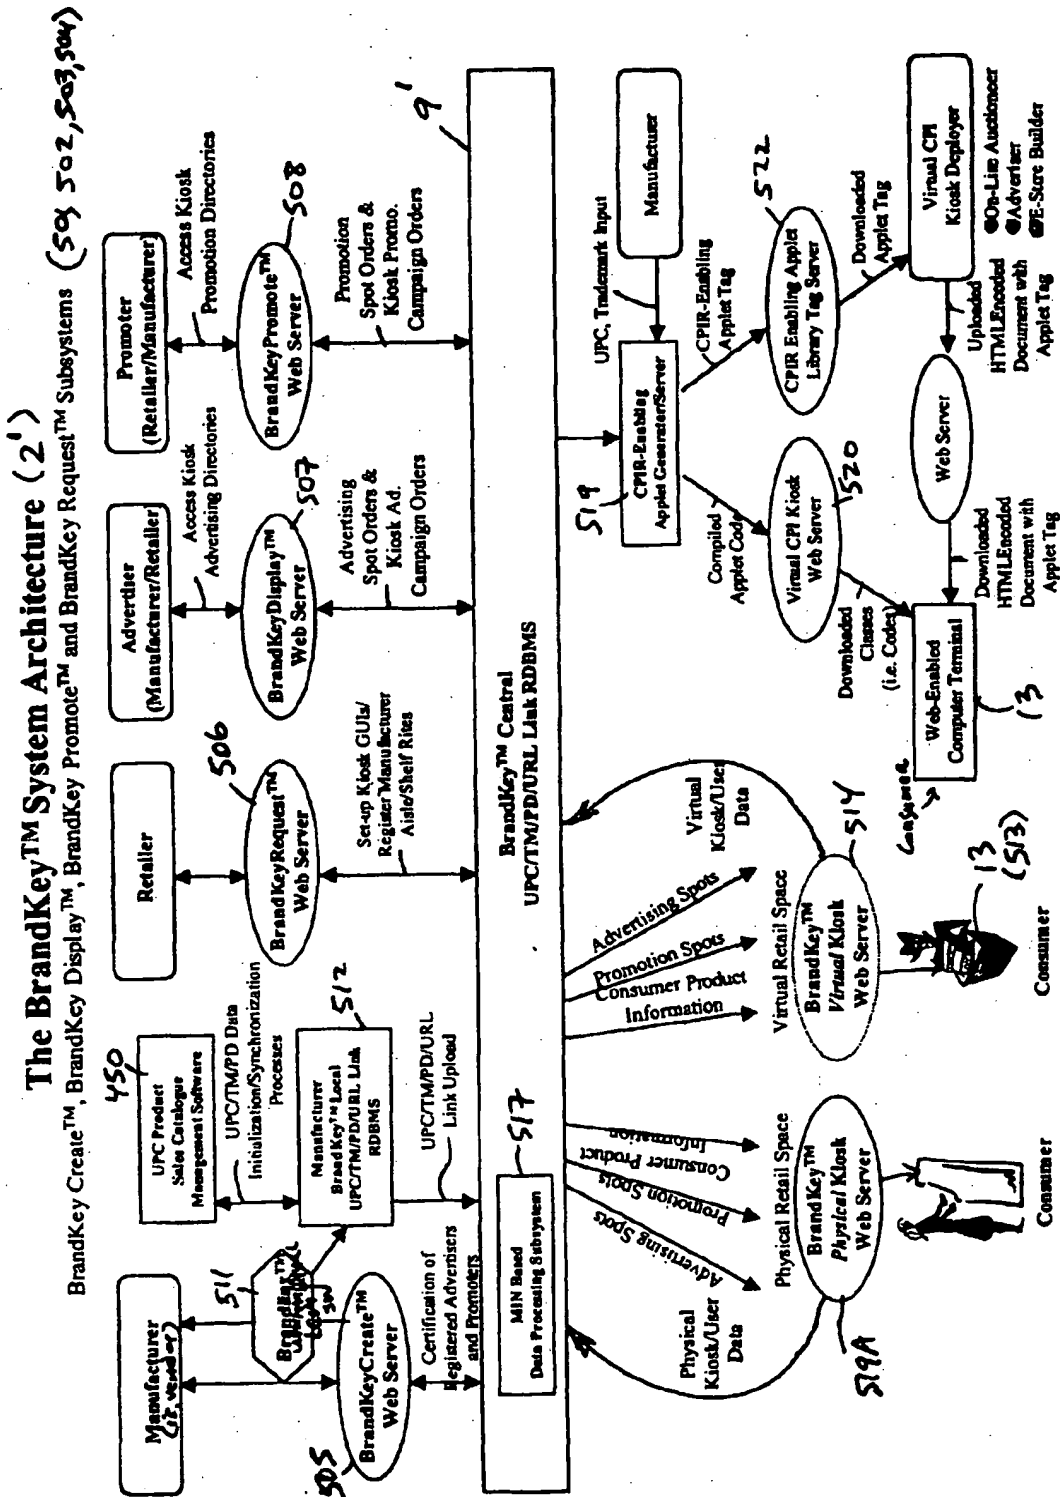 The BrandKey™ System Architecture (2')
BrandKey Create™, BrandKey Display™, BrandKey Promote™ and BrandKey Request™ Subsystems (501, 502, 503, 504)
Manufacturer
(i.e. vendor)
511
505
BrandKeyCreate™
Web Server
Certification of
Registered Advertisers
and Promoters
450
UPC Product
Sales Catalogue
Management Software
UPC/TM/PD Data
Initialization/Synchronization
Processes
512
Manufacturer
BrandKey™ Local
UPC/TM/PD/URL Link
RDBMS
UPC/TM/PD/URL
Link Upload
Retailer
506
BrandKeyRequest™
Web Server
Set-up Kiosk GUIs/
Register Manufacturer
Aisle/Shelf Rites
Advertiser
(Manufacturer/Retailer)
Access Kiosk
Advertising Directories
507
BrandKeyDisplay™
Web Server
Advertising
Spot Orders &
Kiosk Ad.
Campaign Orders
Promoter
(Retailer/Manufacturer)
Access Kiosk
Promotion Directories
508
BrandKeyPromote™
Web Server
Promotion
Spot Orders &
Kiosk Promo.
Campaign Orders
9'
BrandKey™ Central
UPC/TM/PD/URL Link RDBMS
MIN Based
Data Processing Subsystem
517
Physical
Kiosk/User
Data
Advertising Spots
Promotion Spots
Consumer Product
Information
Physical Retail Space
BrandKey™
Physical Kiosk
Web Server
519A
Consumer
Advertising Spots
Promotion Spots
Consumer Product
Information
Virtual
Kiosk/User
Data
Virtual Retail Space
BrandKey™
Virtual Kiosk
Web Server
514
13
(513)
Consumer
519
CPIR-Enabling
Applet Generator/Server
UPC, Trademark Input
Manufacturer
Compiled
Applet Codes
CPIR-Enabling
Applet Tag
Virtual CPI Kiosk
Web Server
520
CPIR Enabling Applet
Library Tag Server
522
Downloaded
Classes
(i.e. Codes)
Downloaded
Applet Tag
Consumer
Web-Enabled
Computer Terminal
13
Downloaded
HTMLEncoded
Document with
Applet Tag
Web Server
Uploaded
HTMLEncoded
Document with
Applet Tag
Virtual CPI
Kiosk Deployer
●On-Line Auctioneer
●Advertiser
●E-Store Builder